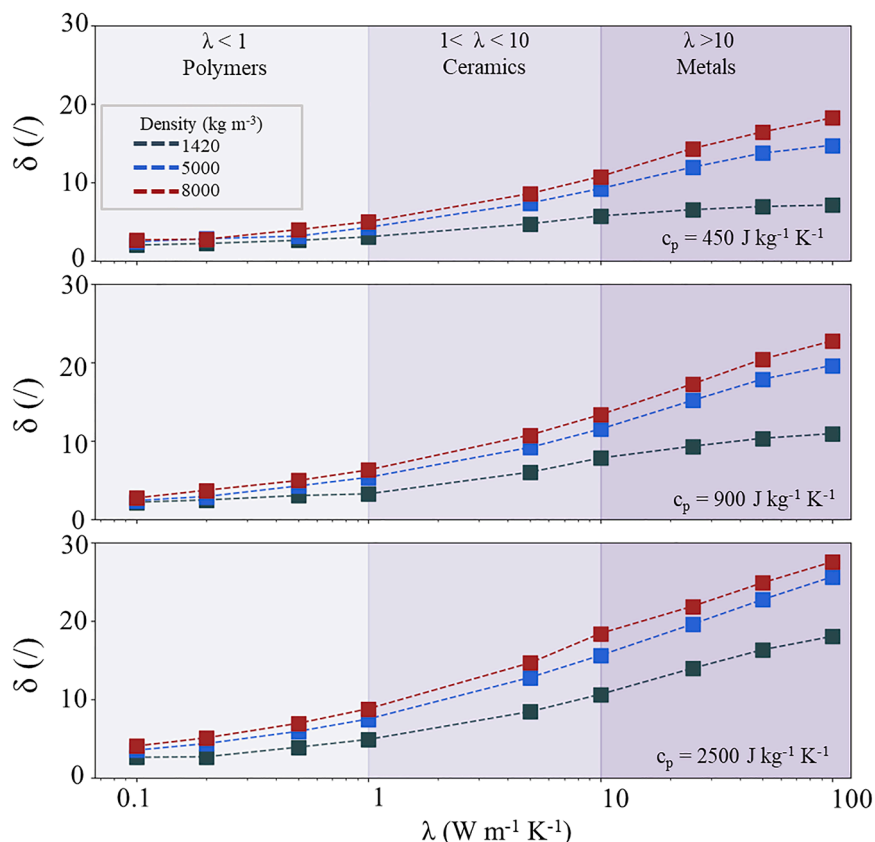 30
20
10
0
δ (/)
λ < 1
Polymers
1< λ < 10
Ceramics
λ >10
Metals
Density (kg m⁻³)
1420
5000
8000
cₚ = 450 J kg⁻¹ K⁻¹
30
20
10
0
δ (/)
cₚ = 900 J kg⁻¹ K⁻¹
30
20
10
0
δ (/)
cₚ = 2500 J kg⁻¹ K⁻¹
0.1
1
10
100
λ (W m⁻¹ K⁻¹)